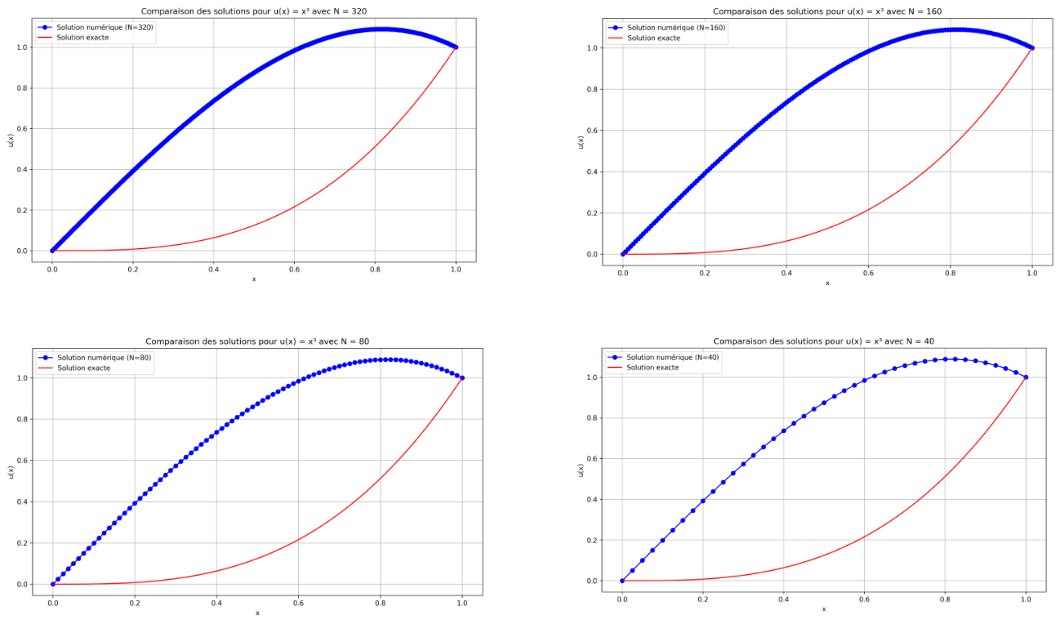 Comparaison des solutions pour u(x) = x³ avec N = 320
Solution numérique (N=320)
Solution exacte
1.0
0.8
0.6
0.4
0.2
0.0
u(x)
0.0 0.2 0.4 0.6 0.8 1.0
x
Comparaison des solutions pour u(x) = x³ avec N = 160
Solution numérique (N=160)
Solution exacte
1.0
0.8
0.6
0.4
0.2
0.0
u(x)
0.0 0.2 0.4 0.6 0.8 1.0
x
Comparaison des solutions pour u(x) = x³ avec N = 80
Solution numérique (N=80)
Solution exacte
1.0
0.8
0.6
0.4
0.2
0.0
u(x)
0.0 0.2 0.4 0.6 0.8 1.0
x
Comparaison des solutions pour u(x) = x³ avec N = 40
Solution numérique (N=40)
Solution exacte
1.0
0.8
0.6
0.4
0.2
0.0
u(x)
0.0 0.2 0.4 0.6 0.8 1.0
x